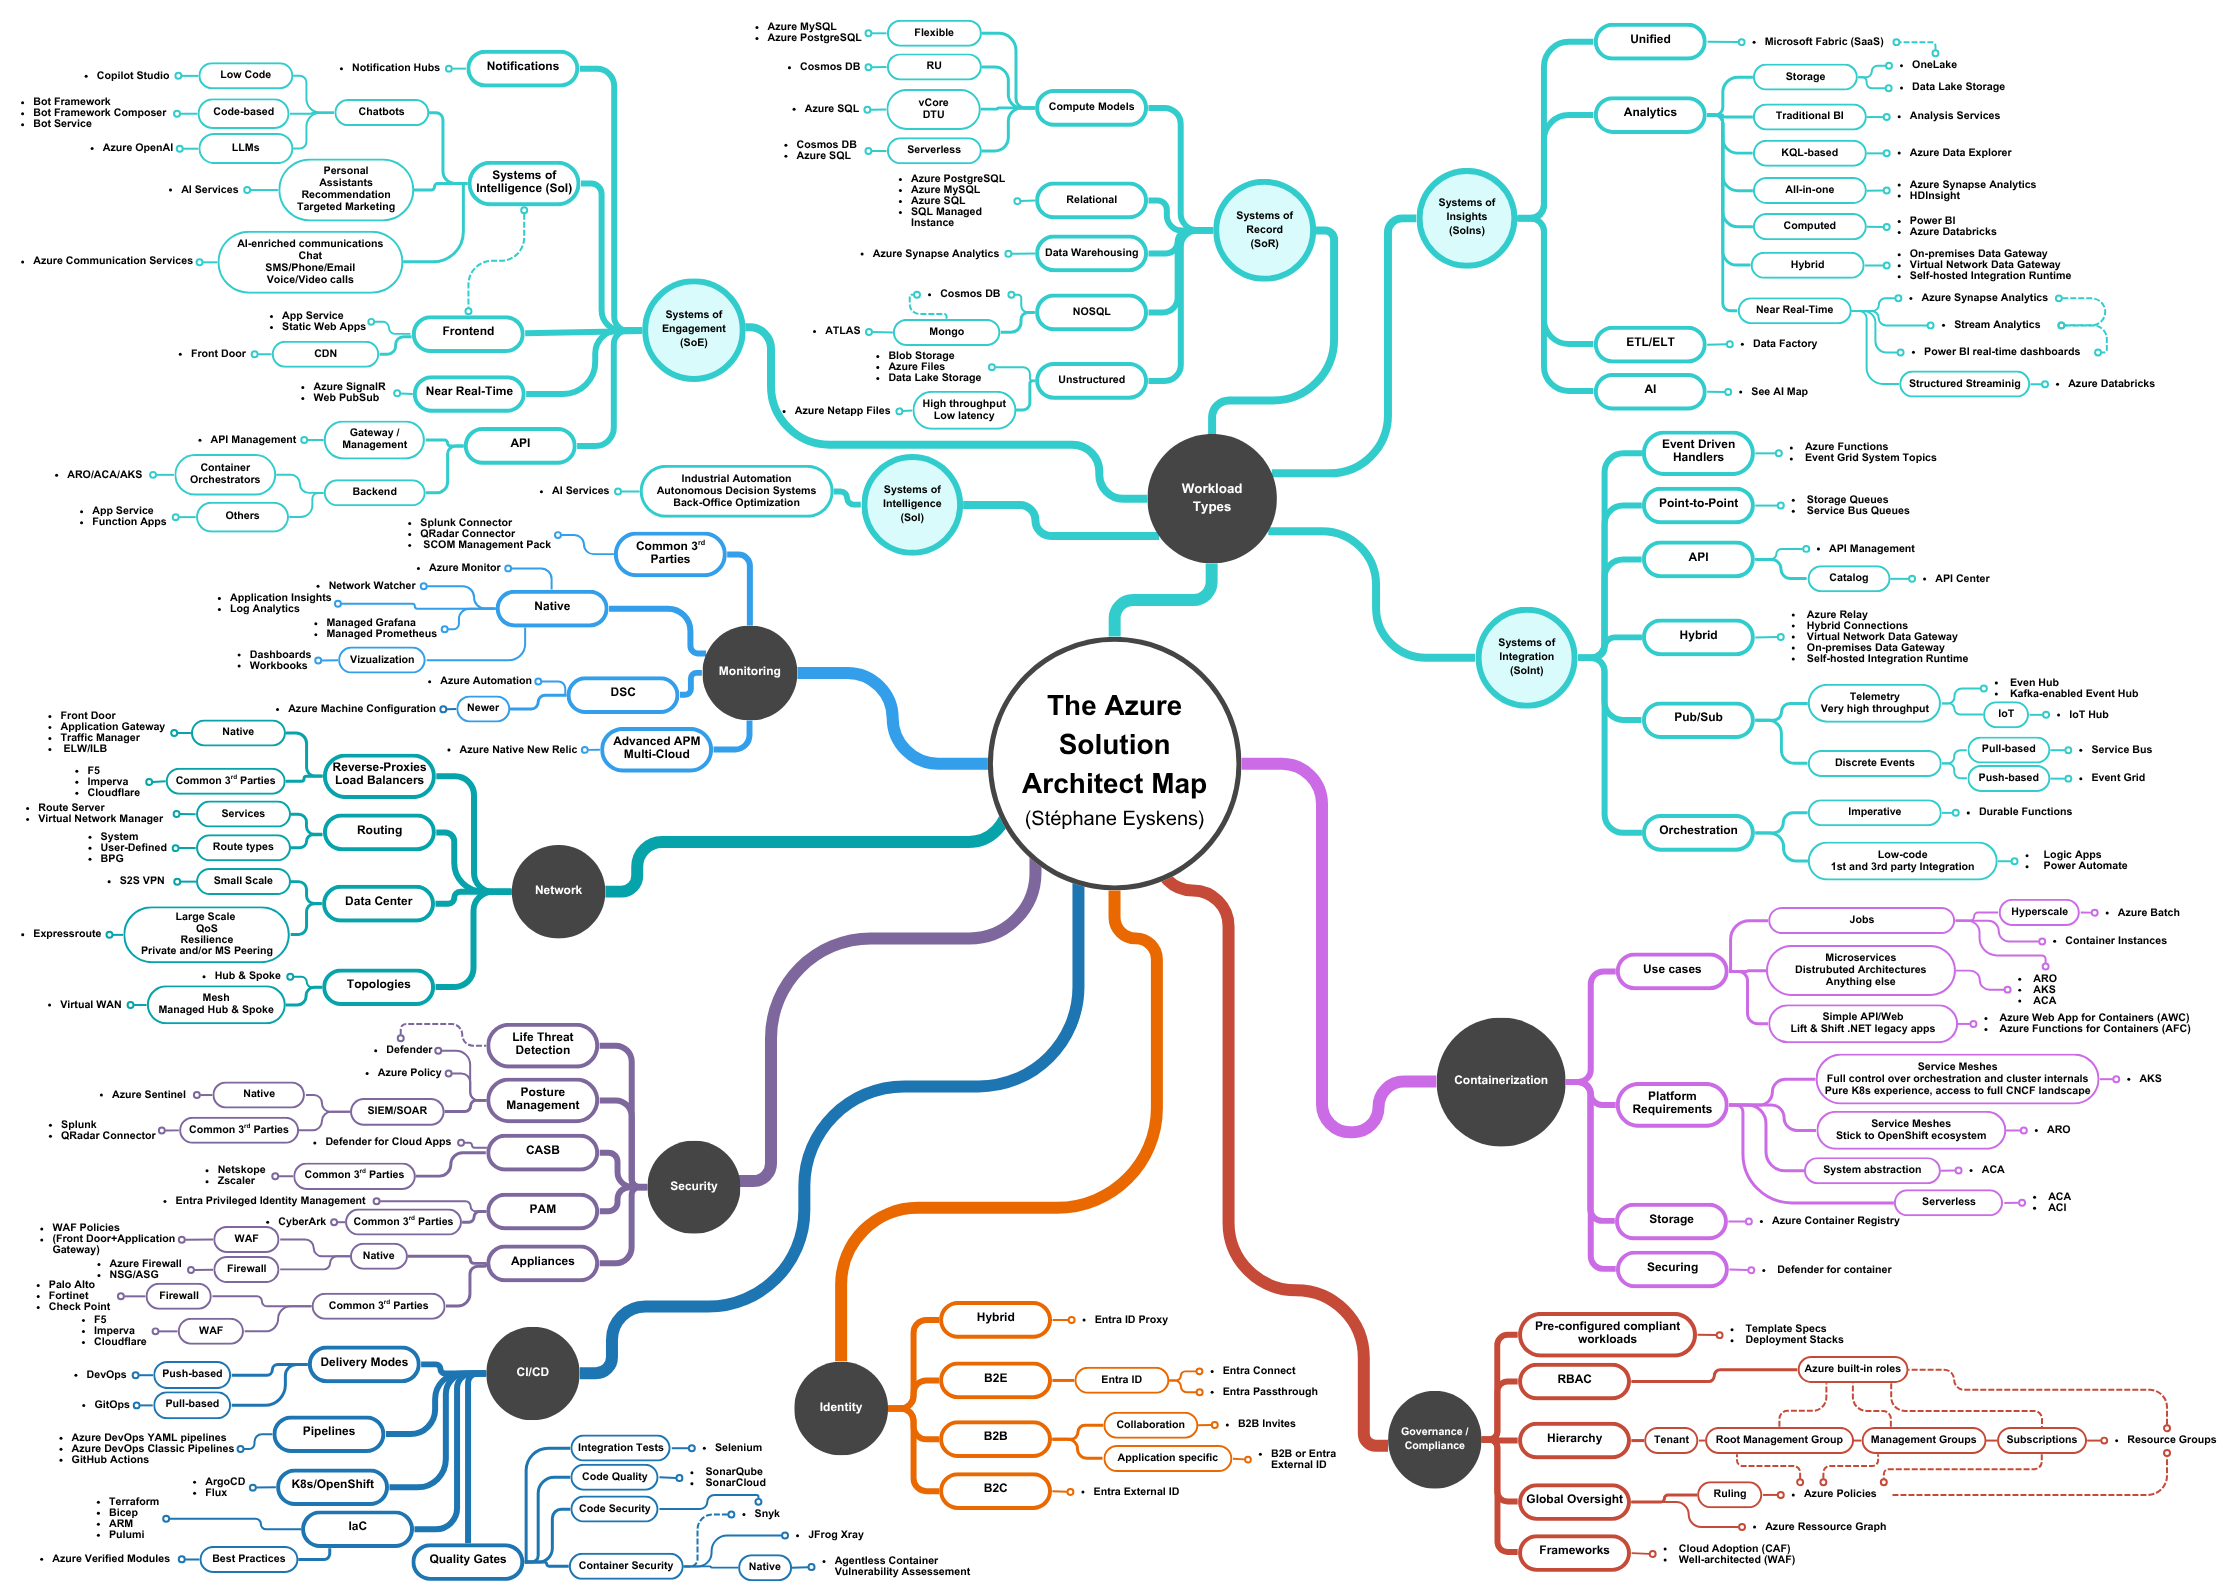 The Azure
Solution
Architect Map
(Stéphane Eyskens)
Workload
Types
Systems of
Engagement
(SoE)
Notifications
• Notification Hubs
Systems of
Intelligence (SoI)
Chatbots
Low Code
• Copilot Studio
Code-based
• Bot Framework
• Bot Framework Composer
• Bot Service
LLMs
• Azure OpenAI
Personal
Assistants
Recommendation
Targeted Marketing
• AI Services
AI-enriched communications
Chat
SMS/Phone/Email
Voice/Video calls
• Azure Communication Services
Frontend
• App Service
• Static Web Apps
CDN
• Front Door
Near Real-Time
• Azure SignalR
• Web PubSub
API
Gateway /
Management
• API Management
Backend
Container
Orchestrators
• ARO/ACA/AKS
Others
• App Service
• Function Apps
Systems of
Intelligence
(SoI)
Industrial Automation
Autonomous Decision Systems
Back-Office Optimization
• AI Services
Systems of
Record
(SoR)
Compute Models
Flexible
• Azure MySQL
• Azure PostgreSQL
RU
• Cosmos DB
vCore
DTU
• Azure SQL
Serverless
• Cosmos DB
• Azure SQL
Relational
• Azure PostgreSQL
• Azure MySQL
• Azure SQL
• SQL Managed
Instance
Data Warehousing
• Azure Synapse Analytics
NOSQL
• Cosmos DB
Mongo
• ATLAS
Unstructured
• Blob Storage
• Azure Files
• Data Lake Storage
High throughput
Low latency
• Azure Netapp Files
Systems of
Insights
(SoIns)
Unified
• Microsoft Fabric (SaaS)
Analytics
Storage
• OneLake
• Data Lake Storage
Traditional BI
• Analysis Services
KQL-based
• Azure Data Explorer
All-in-one
• Azure Synapse Analytics
• HDInsight
Computed
• Power BI
• Azure Databricks
Hybrid
• On-premises Data Gateway
• Virtual Network Data Gateway
• Self-hosted Integration Runtime
Near Real-Time
• Azure Synapse Analytics
• Stream Analytics
• Power BI real-time dashboards
Structured Streaminig
• Azure Databricks
ETL/ELT
• Data Factory
AI
• See AI Map
Systems of
Integration
(SoInt)
Event Driven
Handlers
• Azure Functions
• Event Grid System Topics
Point-to-Point
• Storage Queues
• Service Bus Queues
API
• API Management
Catalog
• API Center
Hybrid
• Azure Relay
• Hybrid Connections
• Virtual Network Data Gateway
• On-premises Data Gateway
• Self-hosted Integration Runtime
Pub/Sub
Telemetry
Very high throughput
• Even Hub
• Kafka-enabled Event Hub
IoT
• IoT Hub
Discrete Events
Pull-based
• Service Bus
Push-based
• Event Grid
Orchestration
Imperative
• Durable Functions
Low-code
1st and 3rd party Integration
• Logic Apps
• Power Automate
Monitoring
Common 3rd
Parties
• Splunk Connector
• QRadar Connector
• SCOM Management Pack
Native
• Azure Monitor
• Network Watcher
• Application Insights
• Log Analytics
• Managed Grafana
• Managed Prometheus
Vizualization
• Dashboards
• Workbooks
DSC
• Azure Automation
Newer
• Azure Machine Configuration
Advanced APM
Multi-Cloud
• Azure Native New Relic
Network
Reverse-Proxies
Load Balancers
Native
• Front Door
• Application Gateway
• Traffic Manager
• ELW/ILB
Common 3rd Parties
• F5
• Imperva
• Cloudflare
Routing
Services
• Route Server
• Virtual Network Manager
Route types
• System
• User-Defined
• BPG
Data Center
Small Scale
• S2S VPN
Large Scale
QoS
Resilience
Private and/or MS Peering
• Expressroute
Topologies
• Hub & Spoke
Mesh
Managed Hub & Spoke
• Virtual WAN
Security
Life Threat
Detection
• Defender
Posture
Management
• Azure Policy
SIEM/SOAR
Native
• Azure Sentinel
Common 3rd Parties
• Splunk
• QRadar Connector
CASB
• Defender for Cloud Apps
Common 3rd Parties
• Netskope
• Zscaler
PAM
• Entra Privileged Identity Management
Common 3rd Parties
• CyberArk
Appliances
Native
WAF
• WAF Policies
• (Front Door+Application
Gateway)
Firewall
• Azure Firewall
• NSG/ASG
Common 3rd Parties
Firewall
• Palo Alto
• Fortinet
• Check Point
WAF
• F5
• Imperva
• Cloudflare
CI/CD
Delivery Modes
Push-based
• DevOps
Pull-based
• GitOps
Pipelines
• Azure DevOps YAML pipelines
• Azure DevOps Classic Pipelines
• GitHub Actions
K8s/OpenShift
• ArgoCD
• Flux
IaC
• Terraform
• Bicep
• ARM
• Pulumi
Best Practices
• Azure Verified Modules
Quality Gates
Integration Tests
• Selenium
Code Quality
• SonarQube
• SonarCloud
Code Security
• Snyk
Container Security
• JFrog Xray
Native
• Agentless Container
Vulnerability Assessement
Identity
Hybrid
• Entra ID Proxy
B2E
Entra ID
• Entra Connect
• Entra Passthrough
B2B
Collaboration
• B2B Invites
Application specific
• B2B or Entra
External ID
B2C
• Entra External ID
Governance /
Compliance
Pre-configured compliant
workloads
• Template Specs
• Deployment Stacks
RBAC
Azure built-in roles
Hierarchy
Tenant
Root Management Group
Management Groups
Subscriptions
• Resource Groups
Global Oversight
Ruling
• Azure Policies
• Azure Ressource Graph
Frameworks
• Cloud Adoption (CAF)
• Well-architected (WAF)
Containerization
Use cases
Jobs
Hyperscale
• Azure Batch
• Container Instances
Microservices
Distrubuted Architectures
Anything else
• ARO
• AKS
• ACA
Simple API/Web
Lift & Shift .NET legacy apps
• Azure Web App for Containers (AWC)
• Azure Functions for Containers (AFC)
Platform
Requirements
Service Meshes
Full control over orchestration and cluster internals
Pure K8s experience, access to full CNCF landscape
• AKS
Service Meshes
Stick to OpenShift ecosystem
• ARO
System abstraction
• ACA
Serverless
• ACA
• ACI
Storage
• Azure Container Registry
Securing
• Defender for container